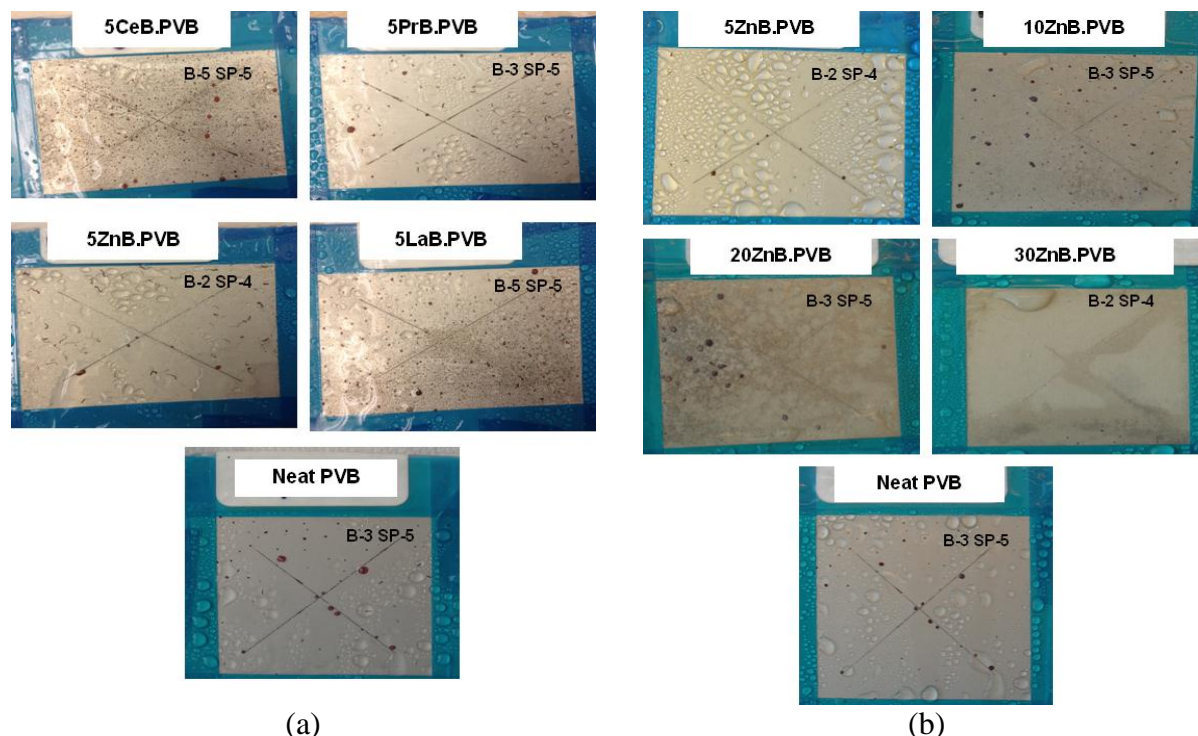 5CeB.PVB
B-5 SP-5
5PrB.PVB
B-3 SP-5
5ZnB.PVB
B-2 SP-4
5LaB.PVB
B-5 SP-5
Neat PVB
B-3 SP-5
(a)
5ZnB.PVB
B-2 SP-4
10ZnB.PVB
B-3 SP-5
20ZnB.PVB
B-3 SP-5
30ZnB.PVB
B-2 SP-4
Neat PVB
B-3 SP-5
(b)